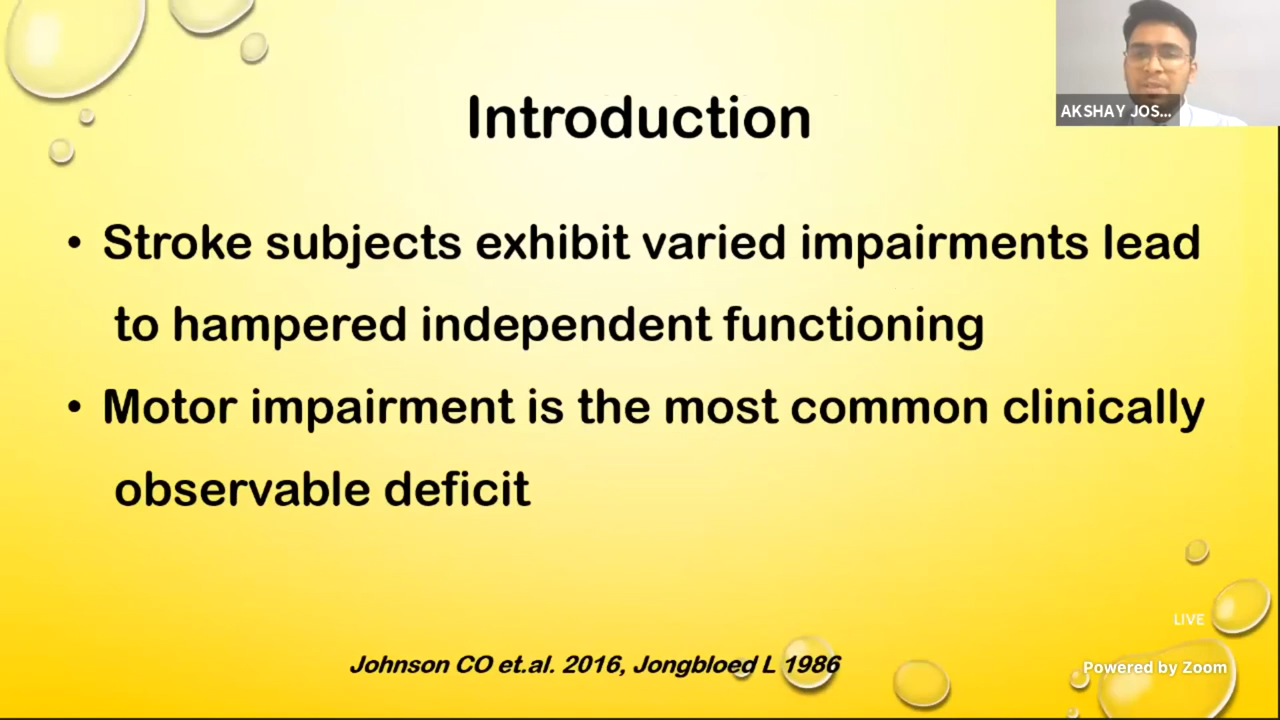 AKSHAY JOS...
Introduction
• Stroke subjects exhibit varied impairments lead
to hampered independent functioning
• Motor impairment is the most common clinically
observable deficit
LIVE
Johnson CO et.al. 2016, Jongbloed L 1986
Powered by Zoom